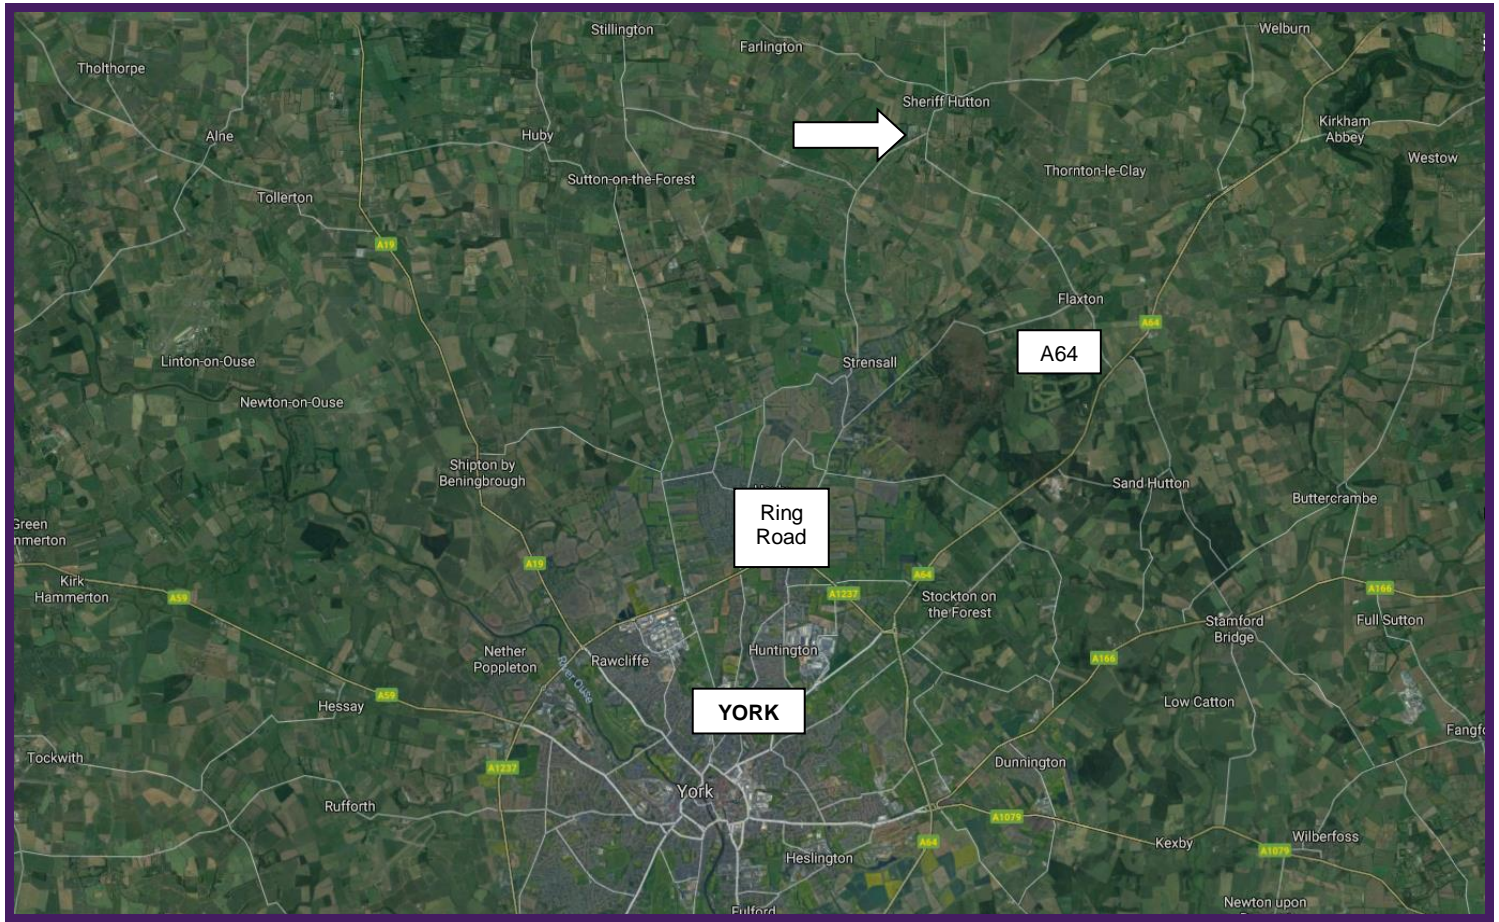 Stillington
Welburn
Farlington
Tholthorpe
Sheriff Hutton
Kirkham
Abbey
Alne
Huby
Westow
Thornton-le-Clay
Sutton-on-the-Forest
Tollerton
A19
Flaxton
A64
A64
Linton-on-Ouse
Strensall
Newton-on-Ouse
Shipton by
Beningbrough
Sand Hutton
Buttercrambe
Ring
Road
Green
A19
A64
Kirk
Hammerton
A59
A1237
Stockton on
the Forest
A166
Stamford
Bridge
Full Sutton
Nether
Poppleton
Rawcliffe
River Ouse
Huntington
A166
A59
Hessay
YORK
Low Catton
Tockwith
A1237
Dunnington
York
Rufforth
A1079
A64
Kexby
Wilberfoss
A1079
Heslington
Newton upon
Fulford